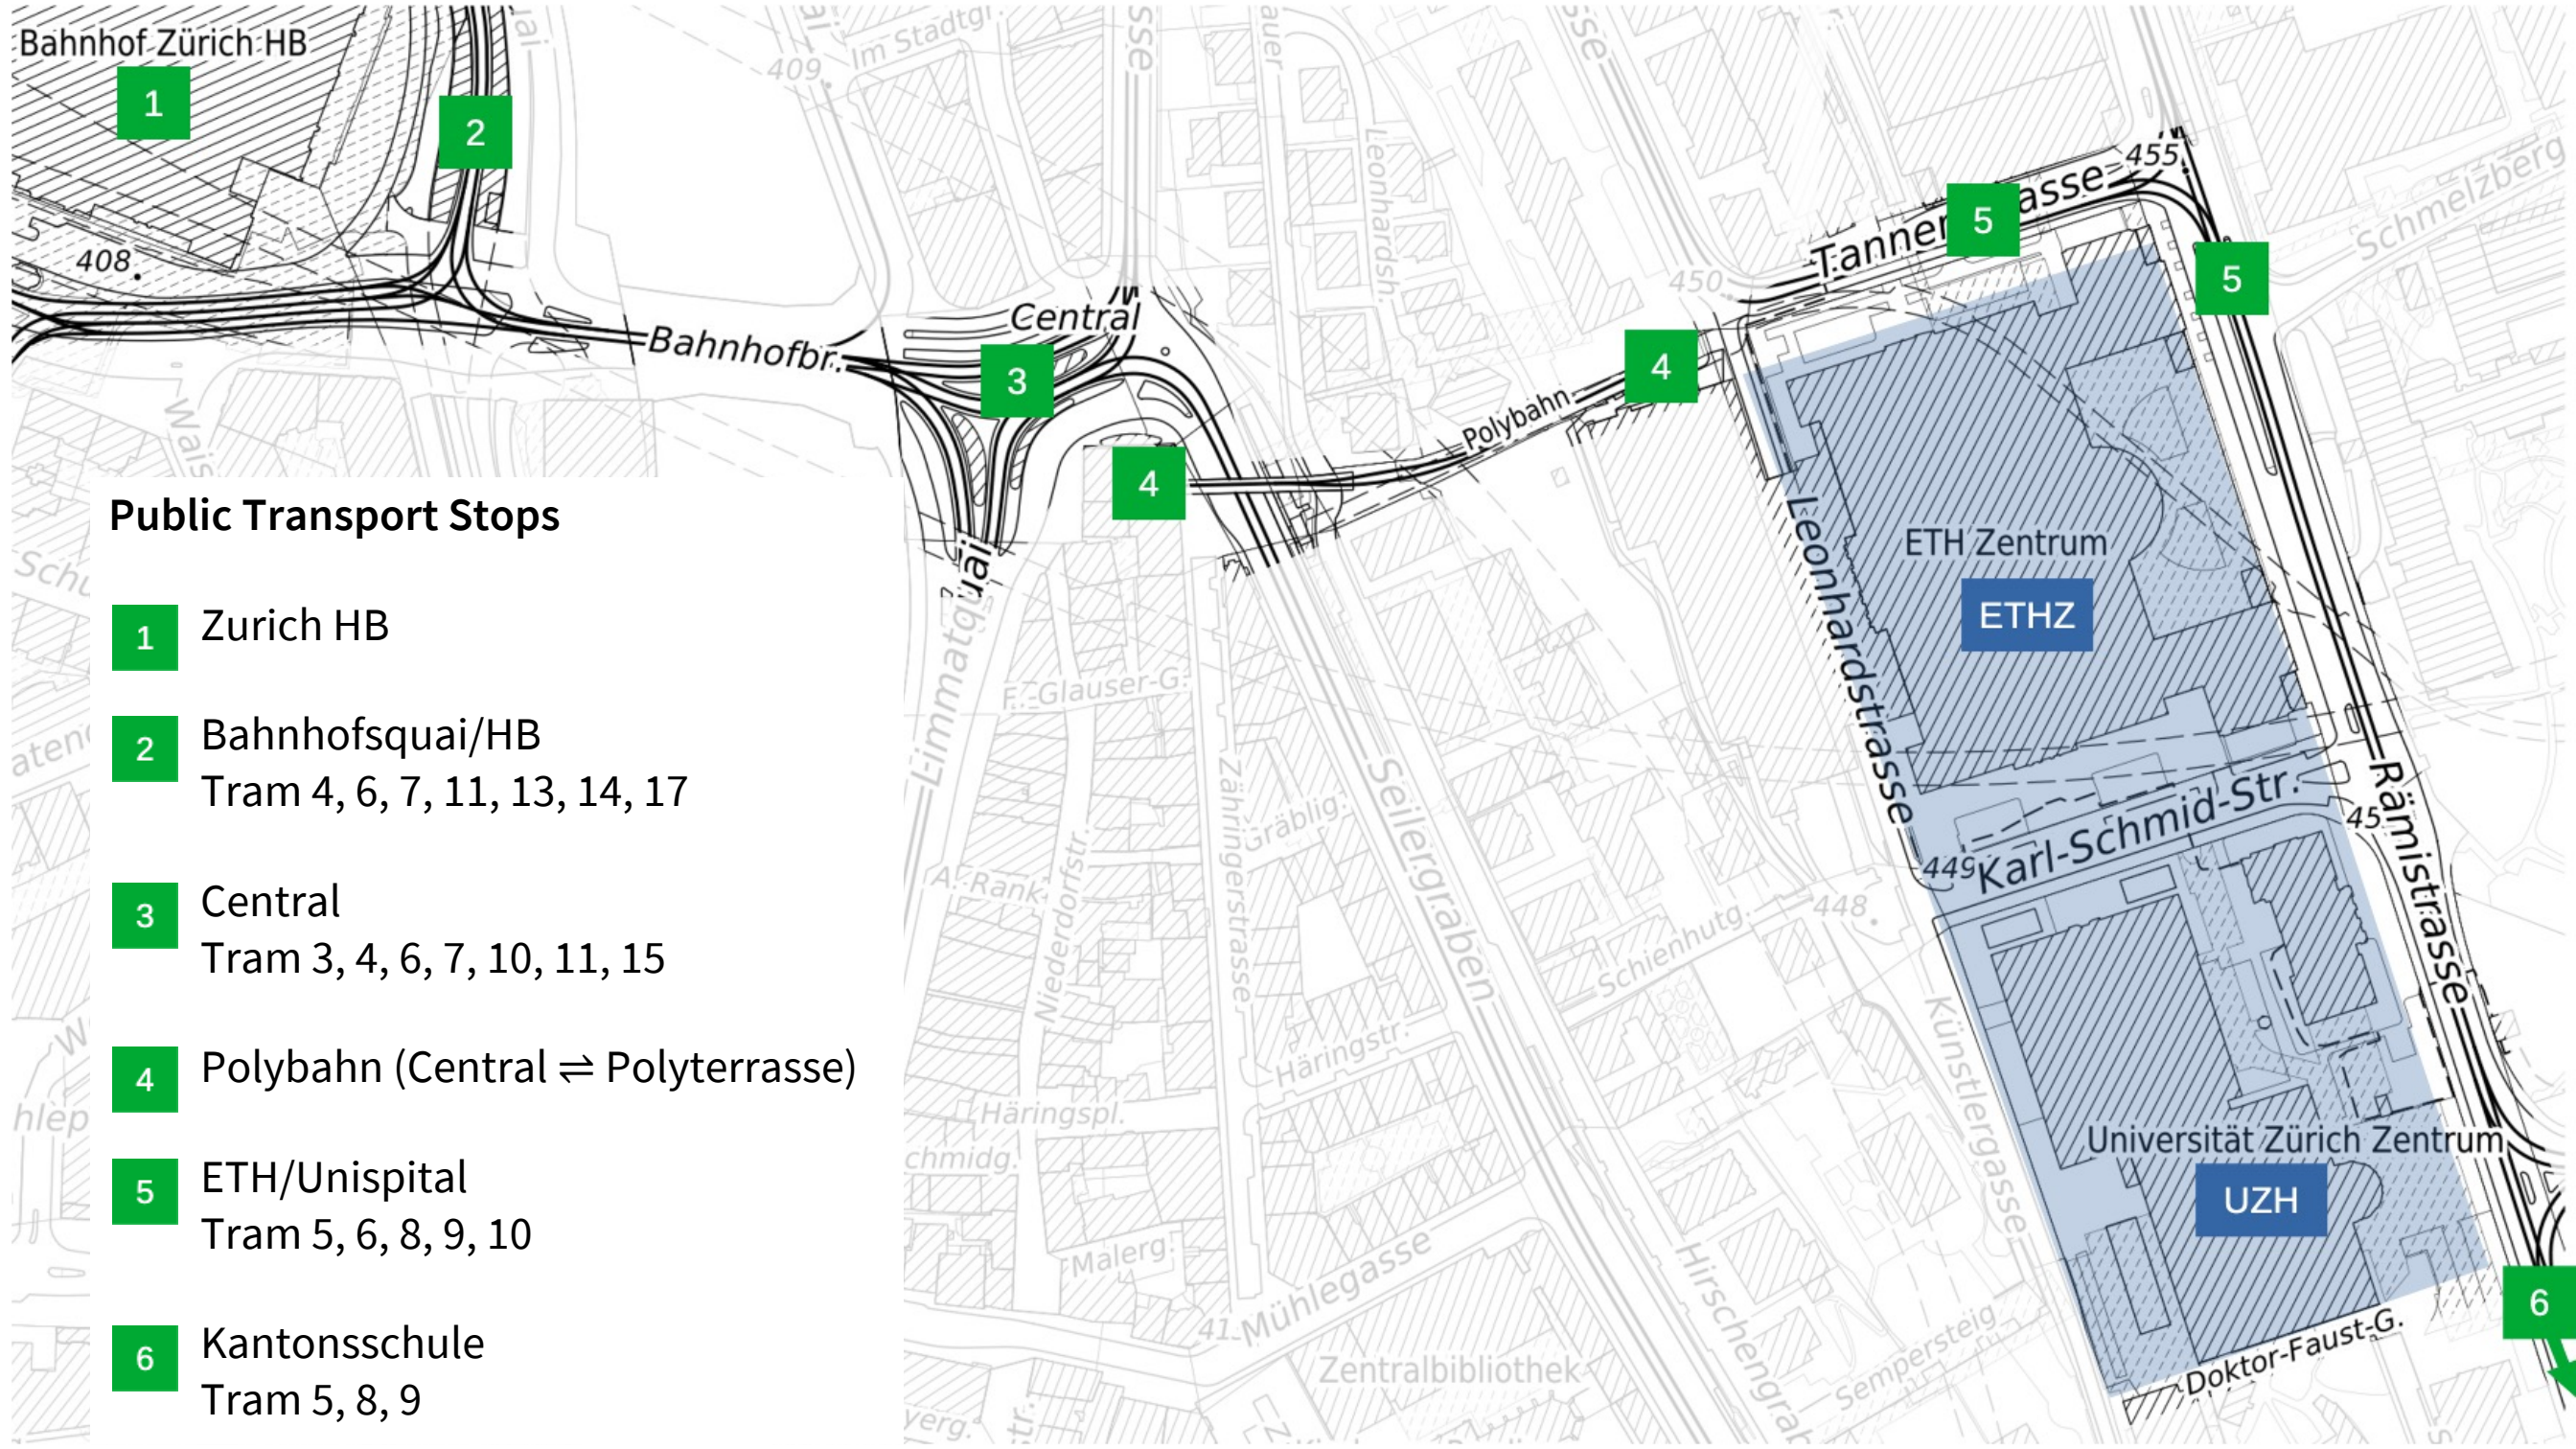 Bahnhof Zürich HB
1
2
409
Im Stadtgr.
Leonhardsh.
408
Bahnhofbr.
Central
3
4
Polybahn
4
450
Tanner
5
asse
455
5
Schmelzberg
Public Transport Stops
1 Zurich HB
2 Bahnhofsquai/HB
Tram 4, 6, 7, 11, 13, 14, 17
3 Central
Tram 3, 4, 6, 7, 10, 11, 15
4 Polybahn (Central ⇌ Polyterrasse)
5 ETH/Unispital
Tram 5, 6, 8, 9, 10
6 Kantonsschule
Tram 5, 8, 9
Limmatquai
F.-Glauser-G.
Zähringerstrasse
Gräblig.
A.-Rank
Niederdorfstr.
Seilergraben
Häringstr.
Häringspl.
chmidg.
Malerg.
Mühlegasse
41
Zentralbibliothek
Schienhutg.
448
Künstlergasse
Hirschengrab
Sempersteig
Leonhardstrasse
ETH Zentrum
ETHZ
449
Karl-Schmid-Str.
45
Rämistrasse
Universität Zürich Zentrum
UZH
6
Doktor-Faust-G.